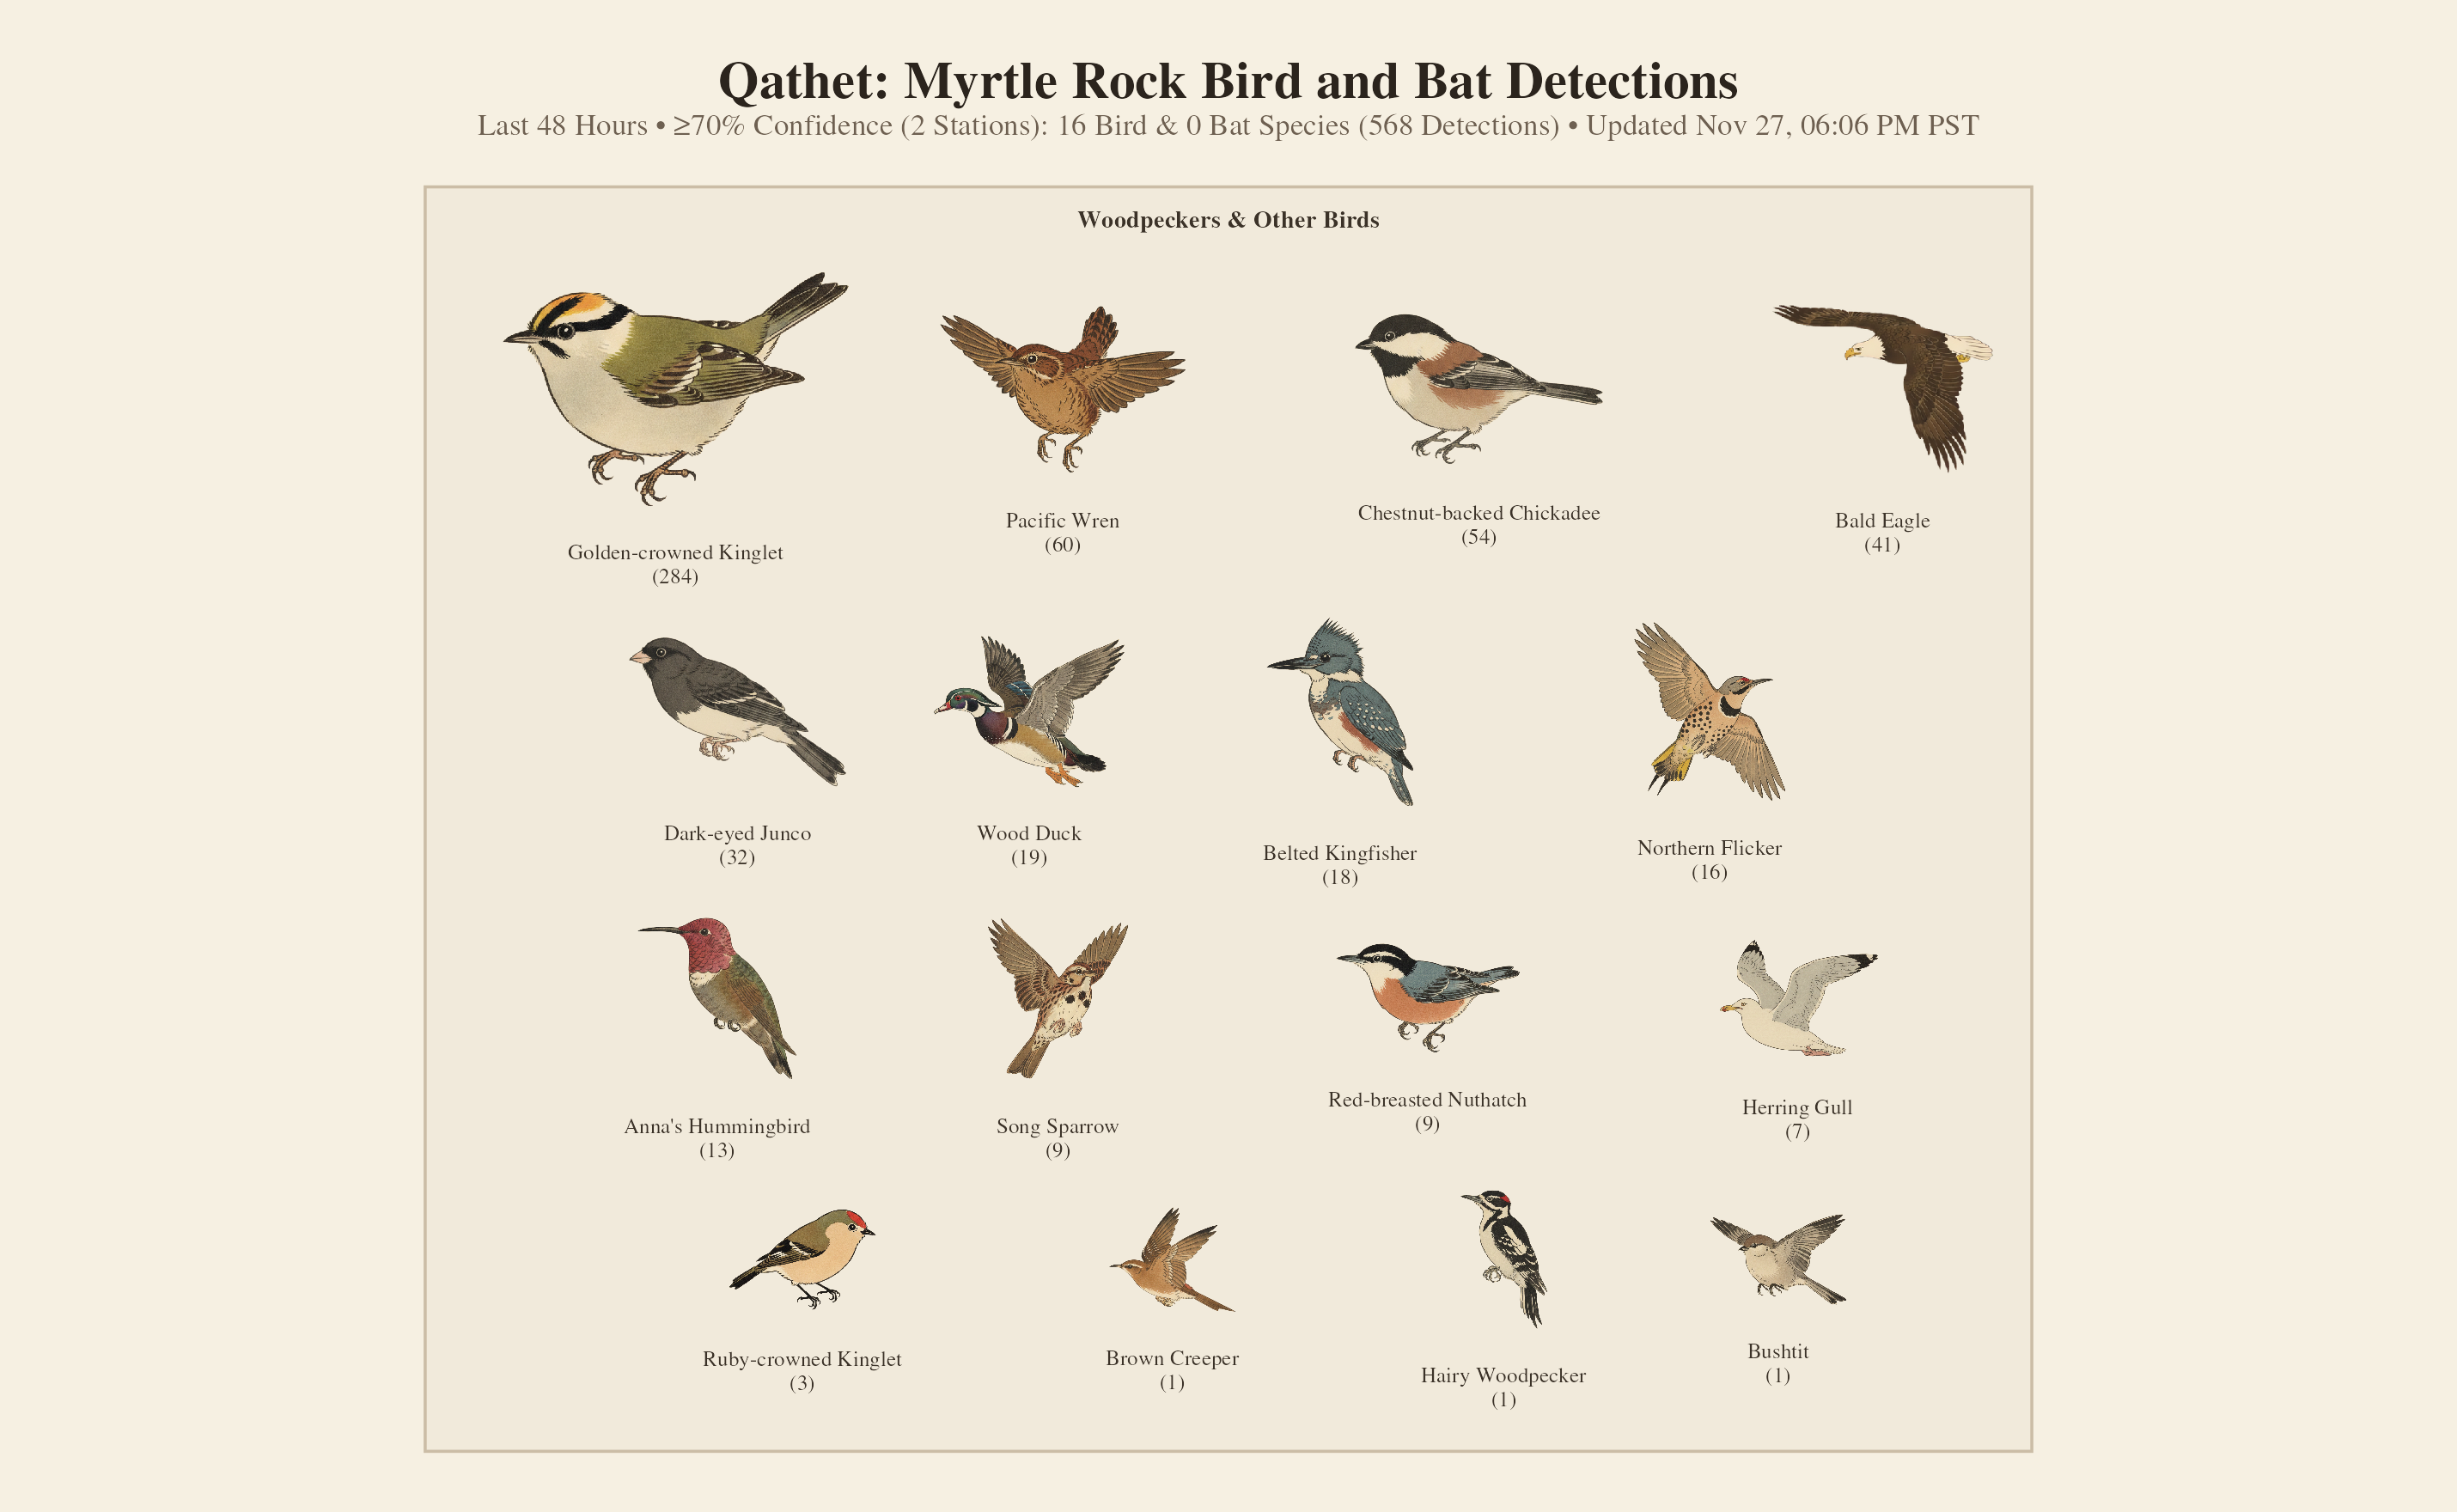 Qathet: Myrtle Rock Bird and Bat Detections
Last 48 Hours • ≥70% Confidence (2 Stations): 16 Bird & 0 Bat Species (568 Detections) • Updated Nov 27, 06:06 PM PST
Woodpeckers & Other Birds
Golden-crowned Kinglet
(284)
Pacific Wren
(60)
Chestnut-backed Chickadee
(54)
Bald Eagle
(41)
Dark-eyed Junco
(32)
Wood Duck
(19)
Belted Kingfisher
(18)
Northern Flicker
(16)
Anna's Hummingbird
(13)
Song Sparrow
(9)
Red-breasted Nuthatch
(9)
Herring Gull
(7)
Ruby-crowned Kinglet
(3)
Brown Creeper
(1)
Hairy Woodpecker
(1)
Bushtit
(1)